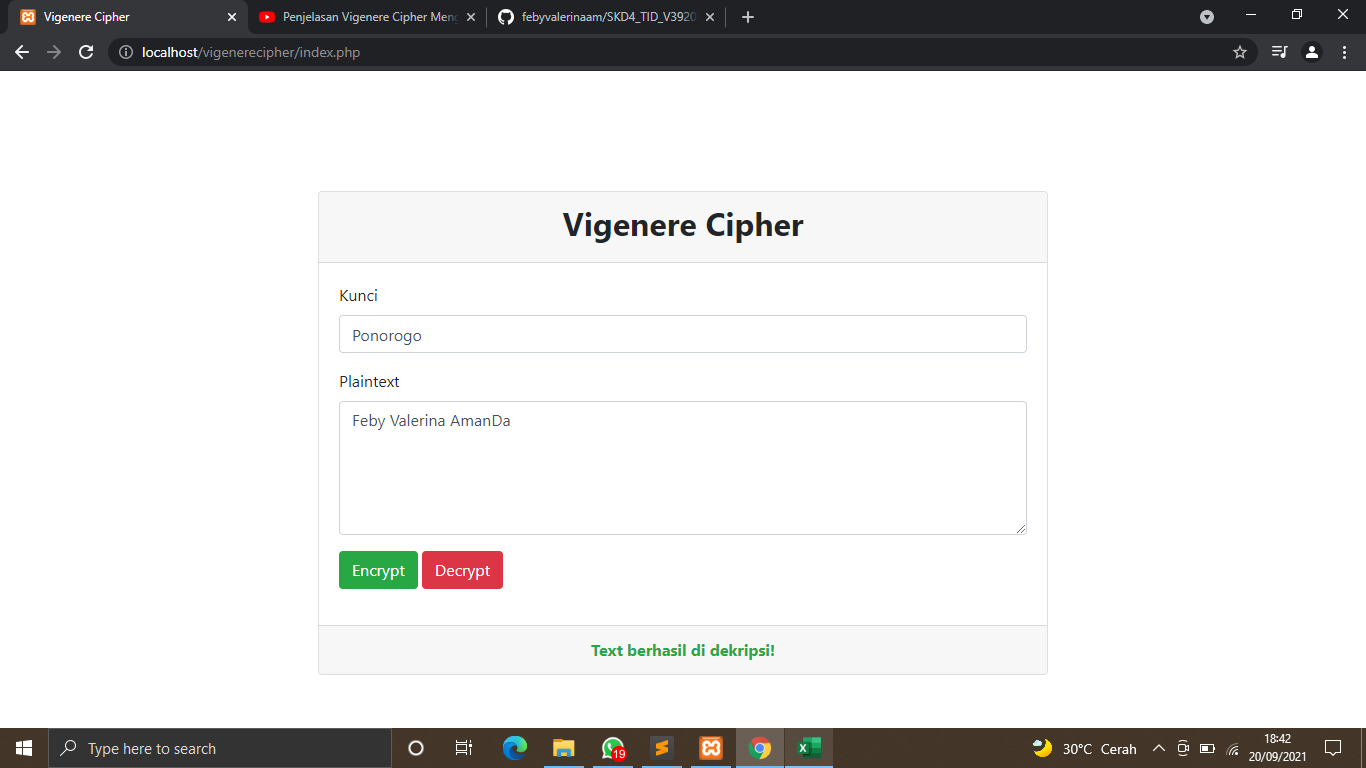 Vigenere Cipher
Penjelasan Vigenere Cipher Meng
febyvalerinaam/SKD4_TID_V3920
localhost/vigenerecipher/index.php
Vigenere Cipher
Kunci
Ponorogo
Plaintext
Feby Valerina AmanDa
Encrypt Decrypt
Text berhasil di dekripsi!
Type here to search
19
30°C Cerah
18:42
20/09/2021